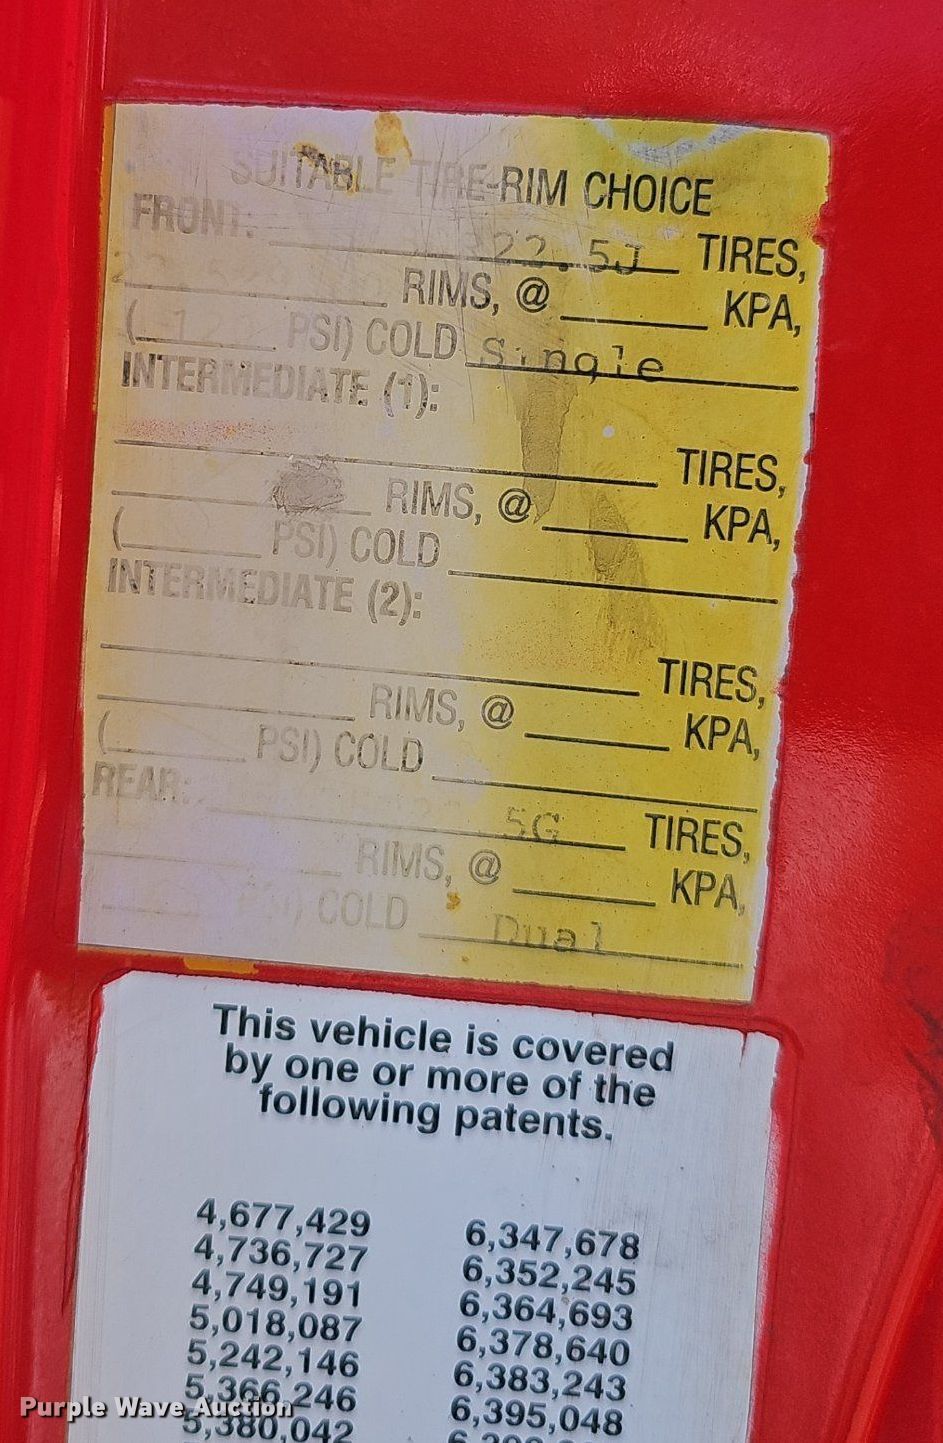 SUITABLE TIRE-RIM CHOICE
FRONT: 22.5J TIRES,
RIMS, @ KPA,
( PSI) COLD Single
INTERMEDIATE (1):
TIRES,
RIMS, @ KPA,
( PSI) COLD
INTERMEDIATE (2):
TIRES,
RIMS, @ KPA,
( PSI) COLD
REAR: 5G TIRES,
RIMS, @ KPA,
COLD Dual
This vehicle is covered
by one or more of the
following patents.
4,677,429 6,347,678
4,736,727 6,352,245
4,749,191 6,364,693
5,018,087 6,378,640
5,242,146 6,383,243
5,366,246 6,395,048
5,380,042
Purple Wave Auction